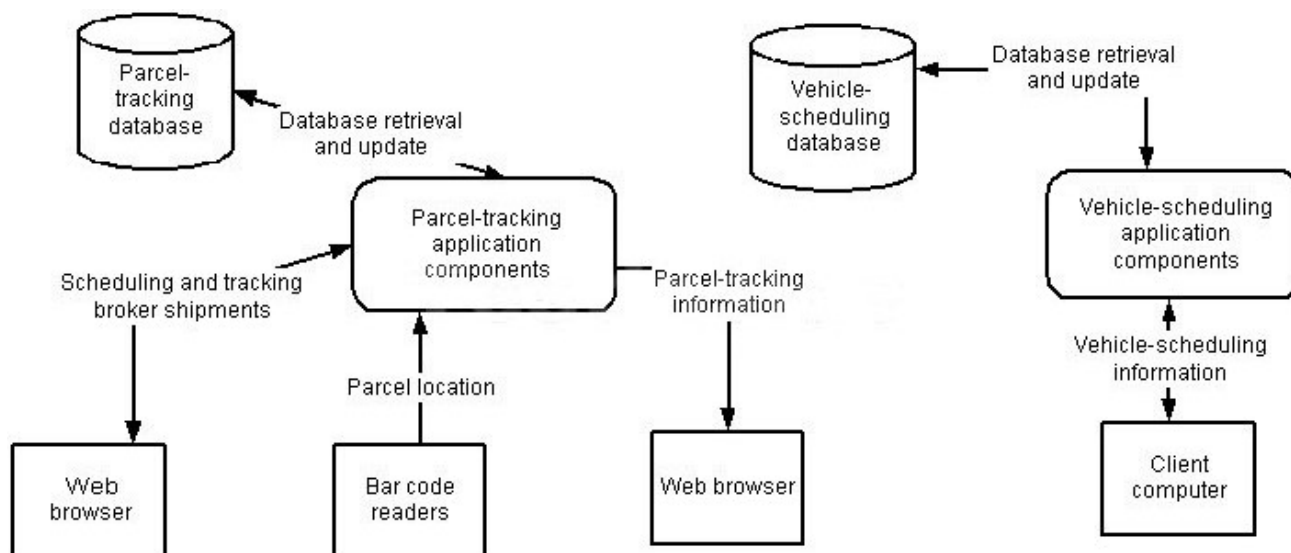 Parcel-
tracking
database
Database retrieval
and update
Vehicle-
scheduling
database
Database retrieval
and update
Parcel-tracking
application
components
Vehicle-scheduling
application
components
Scheduling and tracking
broker shipments
Parcel-tracking
information
Parcel location
Vehicle-scheduling
information
Web
browser
Bar code
readers
Web browser
Client
computer